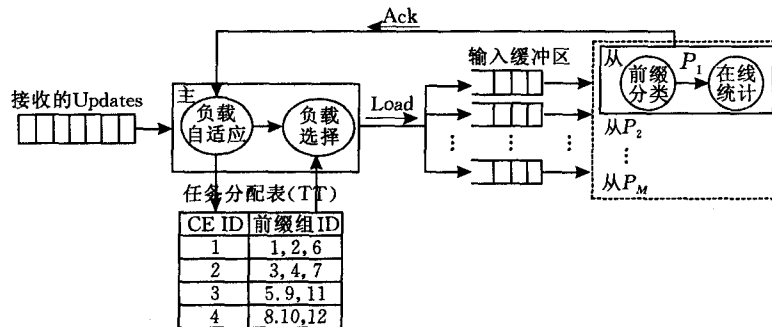 Ack
接收的Updates
主
负载
自适应
负载
选择
Load
输入缓冲区
从
前缀
分类
P1
在线
统计
从P2
从PM
任务分配表(TT)
CE ID 前缀组ID
1 1,2,6
2 3,4,7
3 5.9,11
4 8.10,12